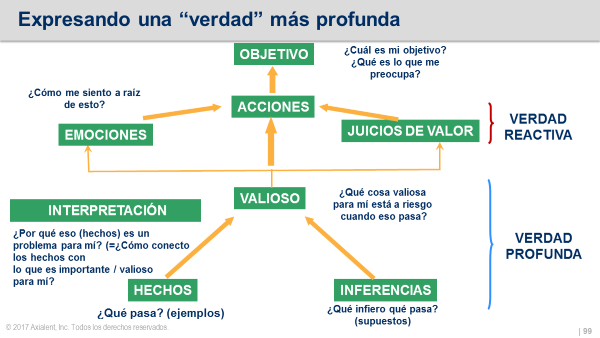 Expresando una “verdad” más profunda
OBJETIVO
¿Cuál es mi objetivo?
¿Qué es lo que me
preocupa?
¿Cómo me siento a raíz
de esto?
ACCIONES
EMOCIONES
JUICIOS DE VALOR
VERDAD
REACTIVA
INTERPRETACIÓN
VALIOSO
¿Qué cosa valiosa
para mí está a riesgo
cuando eso pasa?
¿Por qué eso (hechos) es un
problema para mí? (=¿Cómo conecto
los hechos con
lo que es importante / valioso
para mí?
VERDAD
PROFUNDA
HECHOS
INFERENCIAS
¿Qué pasa? (ejemplos)
¿Qué infiero qué pasa?
(supuestos)
© 2017 Axialent, Inc. Todos los derechos reservados.
| 99